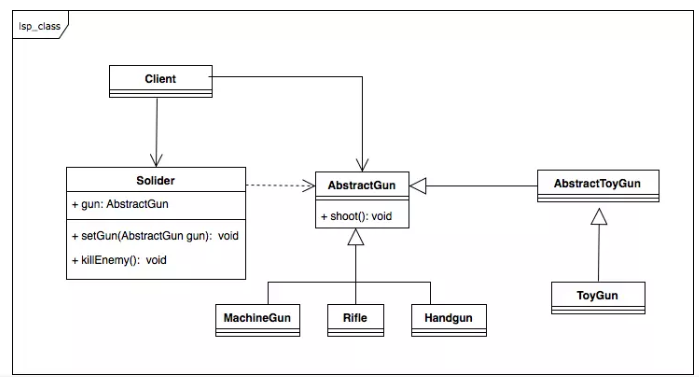 lsp_class
Client
Solider
+ gun: AbstractGun
+ setGun(AbstractGun gun): void
+ killEnemy(): void
AbstractGun
+ shoot(): void
AbstractToyGun
ToyGun
MachineGun
Rifle
Handgun